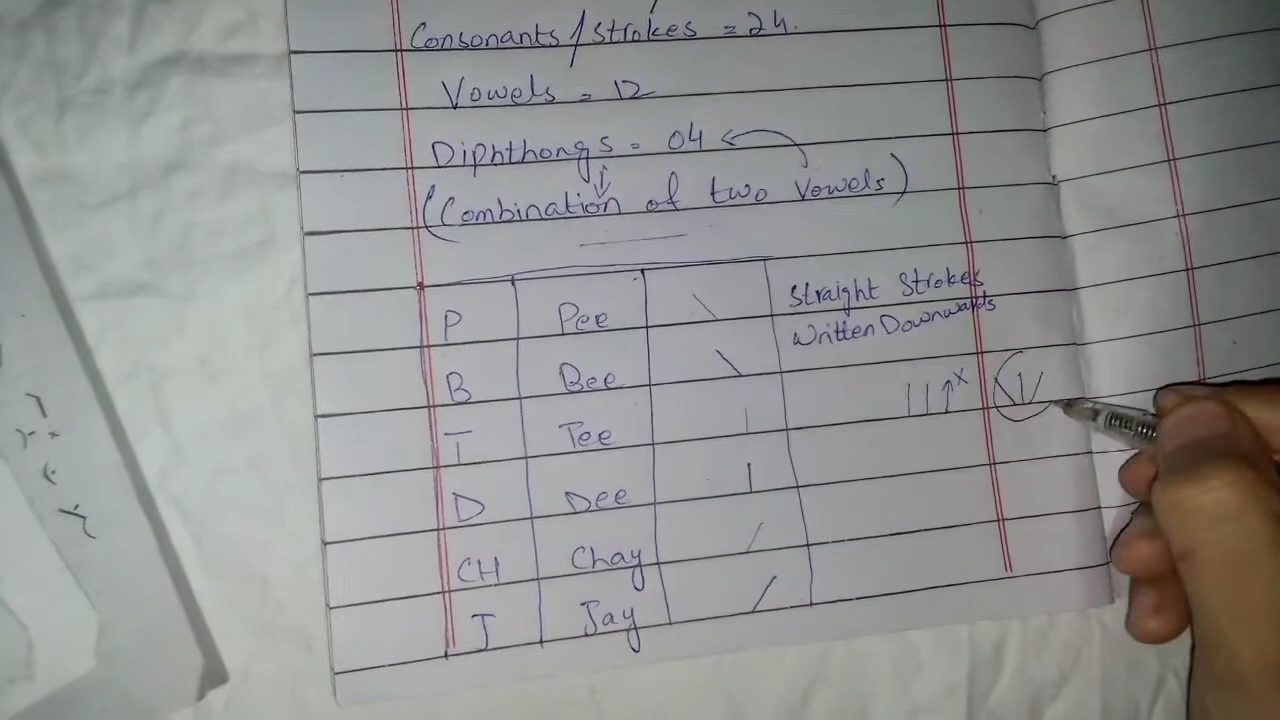 Consonants/Strokes = 24.
Vowels = 12
Diphthongs = 04
(Combination of two vowels)
P Pee \ Straight Strokes
Written Downwards
B Bee \
T Tee |
D Dee |
CH Chay /
J Jay /